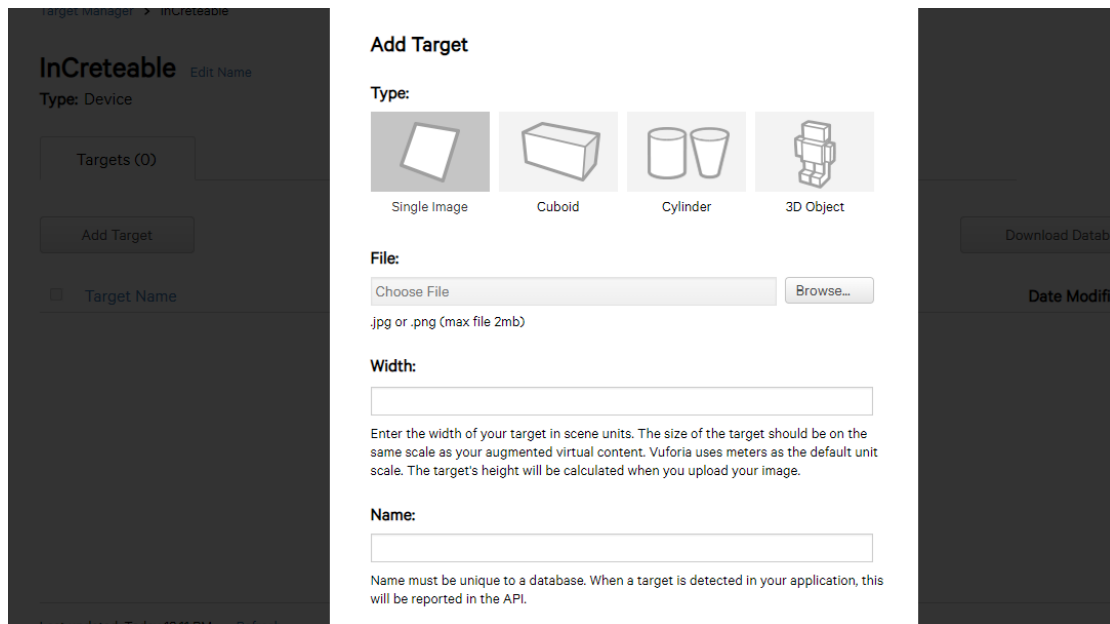 Target Manager > InCreteable
InCreteable Edit Name
Type: Device
Targets (0)
Add Target
Download Datab
Target Name
Date Modifi
Add Target
Type:
Single Image Cuboid Cylinder 3D Object
File:
Choose File Browse...
.jpg or .png (max file 2mb)
Width:
Enter the width of your target in scene units. The size of the target should be on the
same scale as your augmented virtual content. Vuforia uses meters as the default unit
scale. The target's height will be calculated when you upload your image.
Name:
Name must be unique to a database. When a target is detected in your application, this
will be reported in the API.